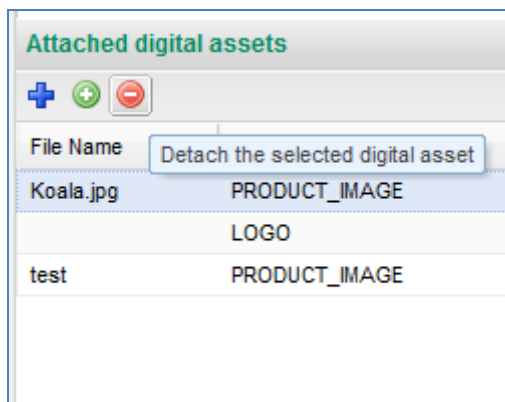 Attached digital assets
File Name
Detach the selected digital asset
Koala.jpg PRODUCT_IMAGE
LOGO
test PRODUCT_IMAGE